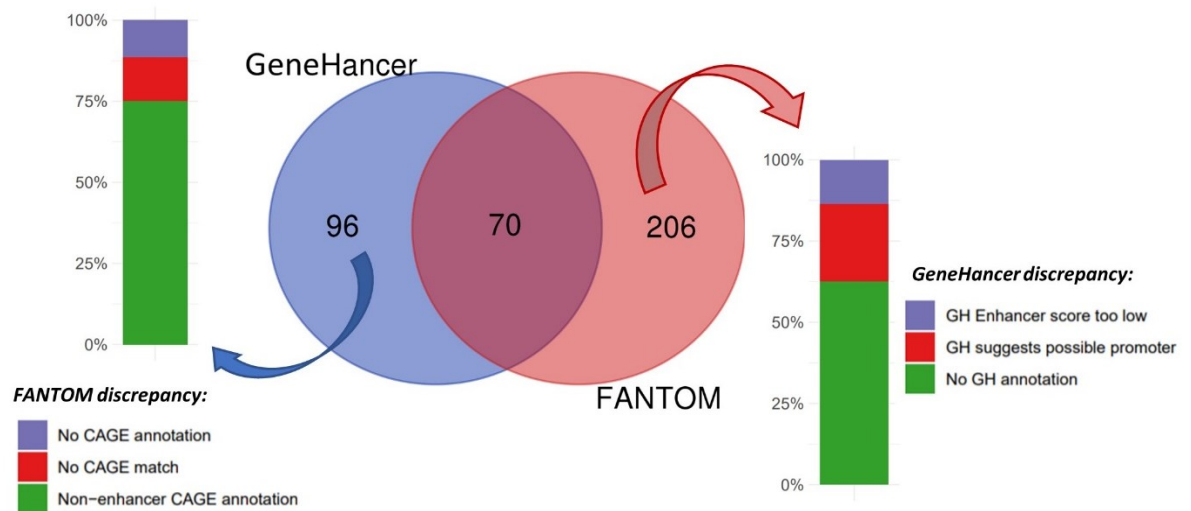 100%
75%
50%
25%
0%
FANTOM discrepancy:
No CAGE annotation
No CAGE match
Non-enhancer CAGE annotation
GeneHancer
96
70
206
FANTOM
100%
75%
50%
25%
0%
GeneHancer discrepancy:
GH Enhancer score too low
GH suggests possible promoter
No GH annotation